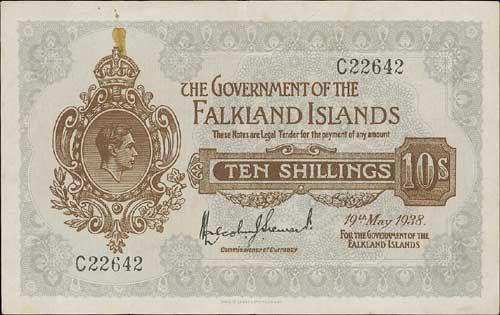 C22642
THE GOVERNMENT OF THE
FALKLAND ISLANDS
These Notes are Legal Tender for the payment of any amount
TEN SHILLINGS 10s
19th May 1938.
Commissioner of Currency
FOR THE GOVERNMENT OF THE
FALKLAND ISLANDS
C22642